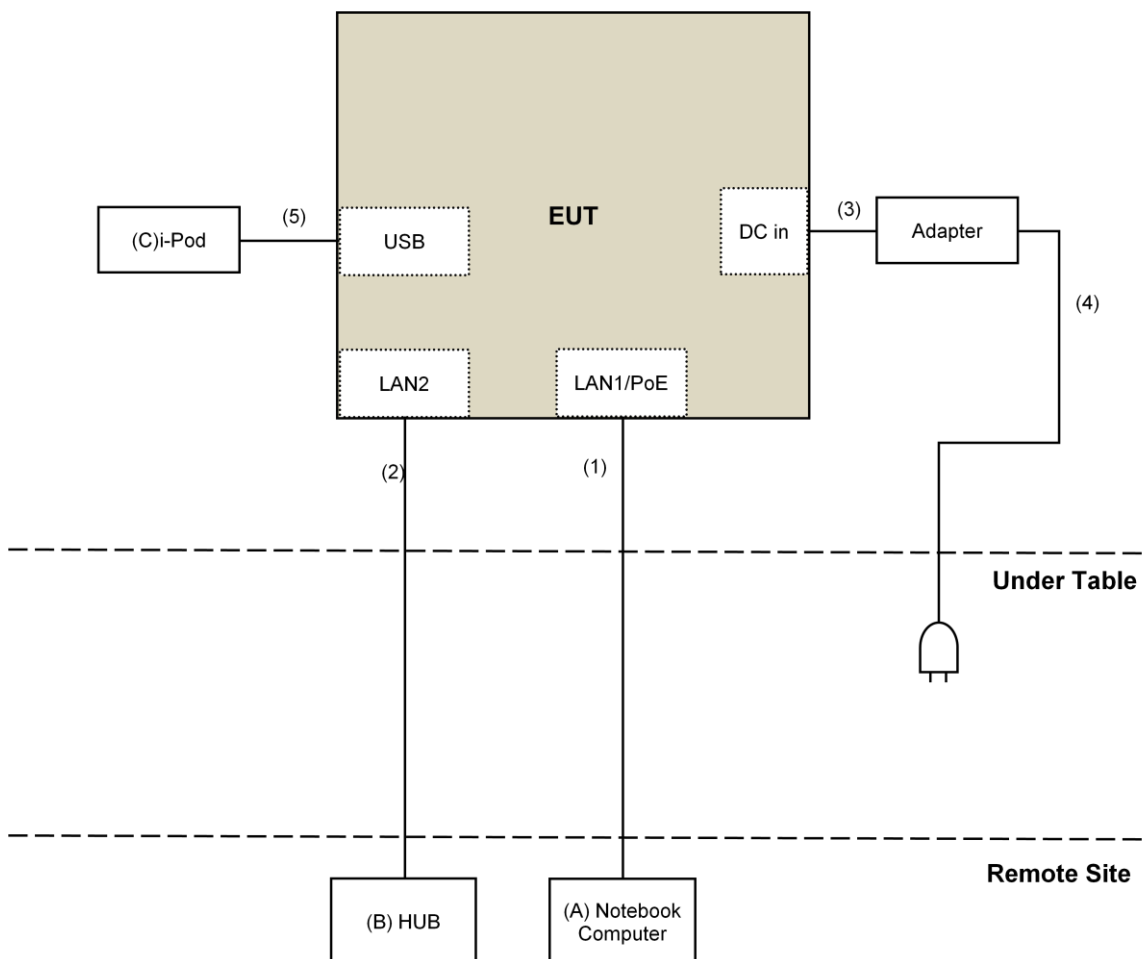 EUT
(C)i-Pod
(5)
USB
DC in
(3)
Adapter
(4)
LAN2
LAN1/PoE
(2)
(1)
Under Table
Remote Site
(B) HUB
(A) Notebook
Computer